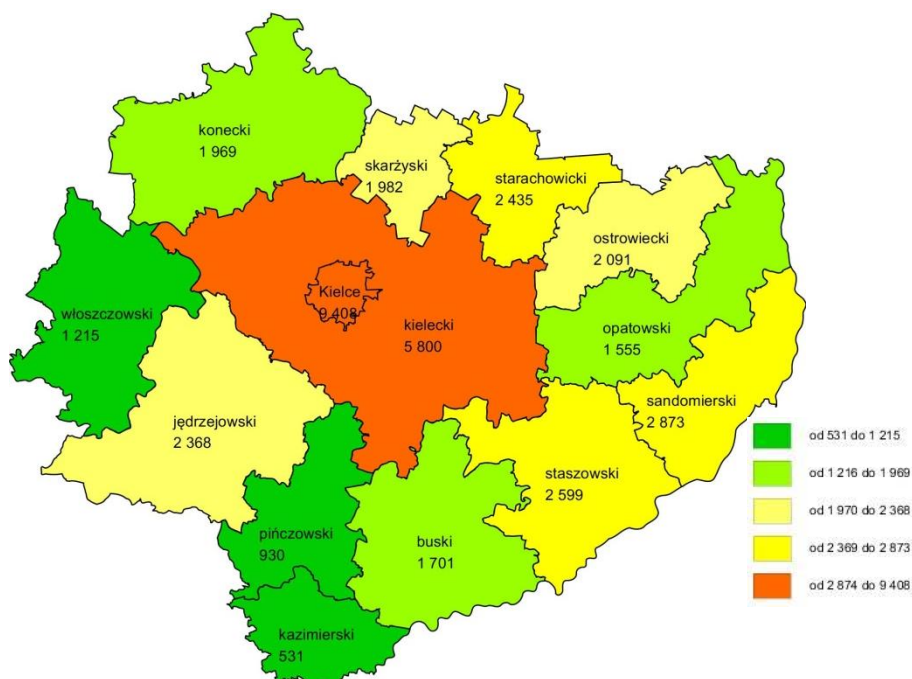 konecki
1 969
skarżyski
1 982
starachowicki
2 435
ostrowiecki
2 091
Kielce
9 408
włoszczowski
1 215
kielecki
5 800
opatowski
1 555
jędrzejowski
2 368
sandomierski
2 873
staszowski
2 599
pińczowski
930
buski
1 701
kazimierski
531
od 531 do 1 215
od 1 216 do 1 969
od 1 970 do 2 368
od 2 369 do 2 873
od 2 874 do 9 408